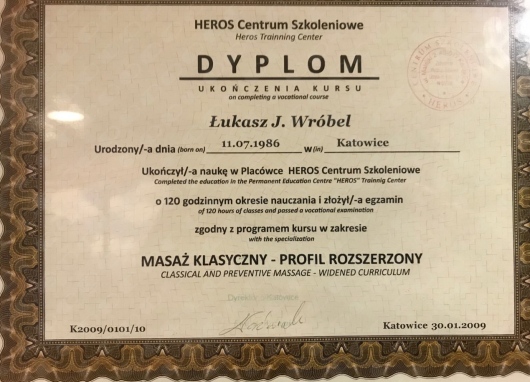 HEROS Centrum Szkoleniowe
Heros Trainning Center
DYPLOM
UKOŃCZENIA KURSU
on completing a vocational course
Łukasz J. Wróbel
Urodzony/-a dnia (born on) 11.07.1986 w (in) Katowice
Ukończył/-a naukę w Placówce HEROS Centrum Szkoleniowe
Completed the education in the Permanent Education Centre "HEROS" Trainnig Center
o 120 godzinnym okresie nauczania i złożył/-a egzamin
of 120 hours of classes and passed a vocational examination
zgodny z programem kursu w zakresie
with the specialization
MASAŻ KLASYCZNY - PROFIL ROZSZERZONY
CLASSICAL AND PREVENTIVE MASSAGE - WIDENED CURRICULUM
K2009/0101/10
Katowice 30.01.2009